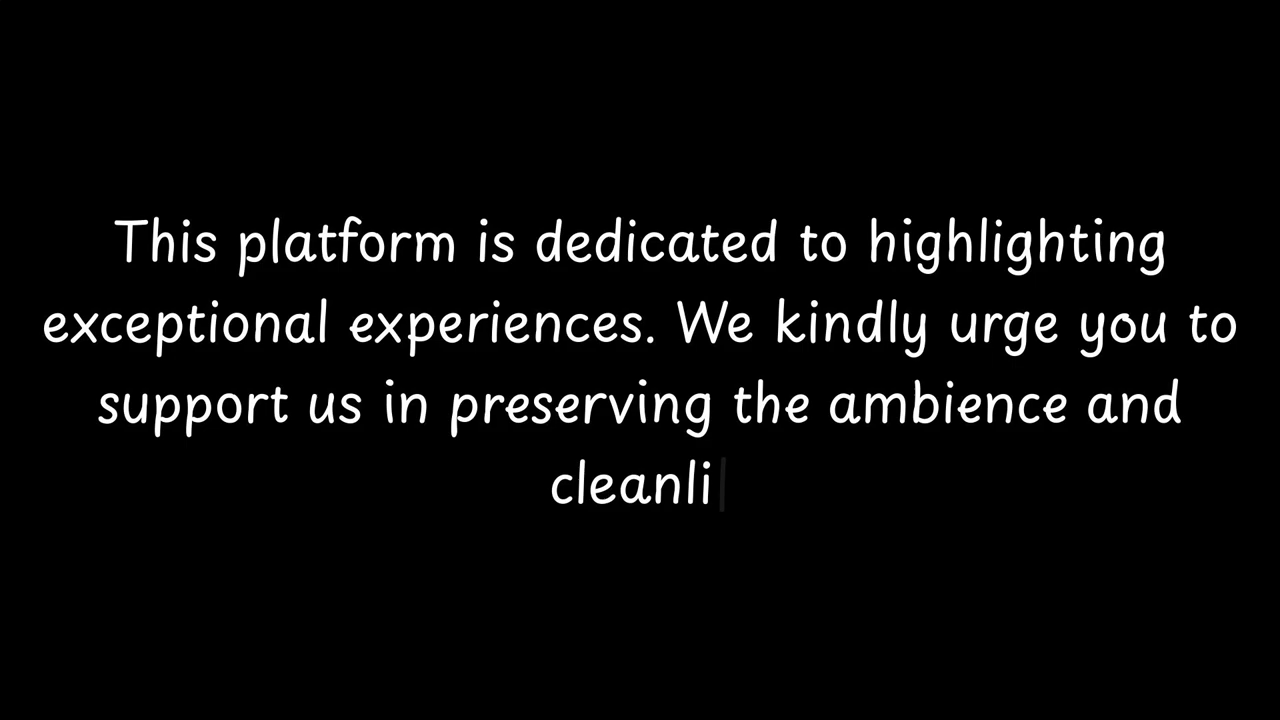 This platform is dedicated to highlighting
exceptional experiences. We kindly urge you to
support us in preserving the ambience and
cleanli